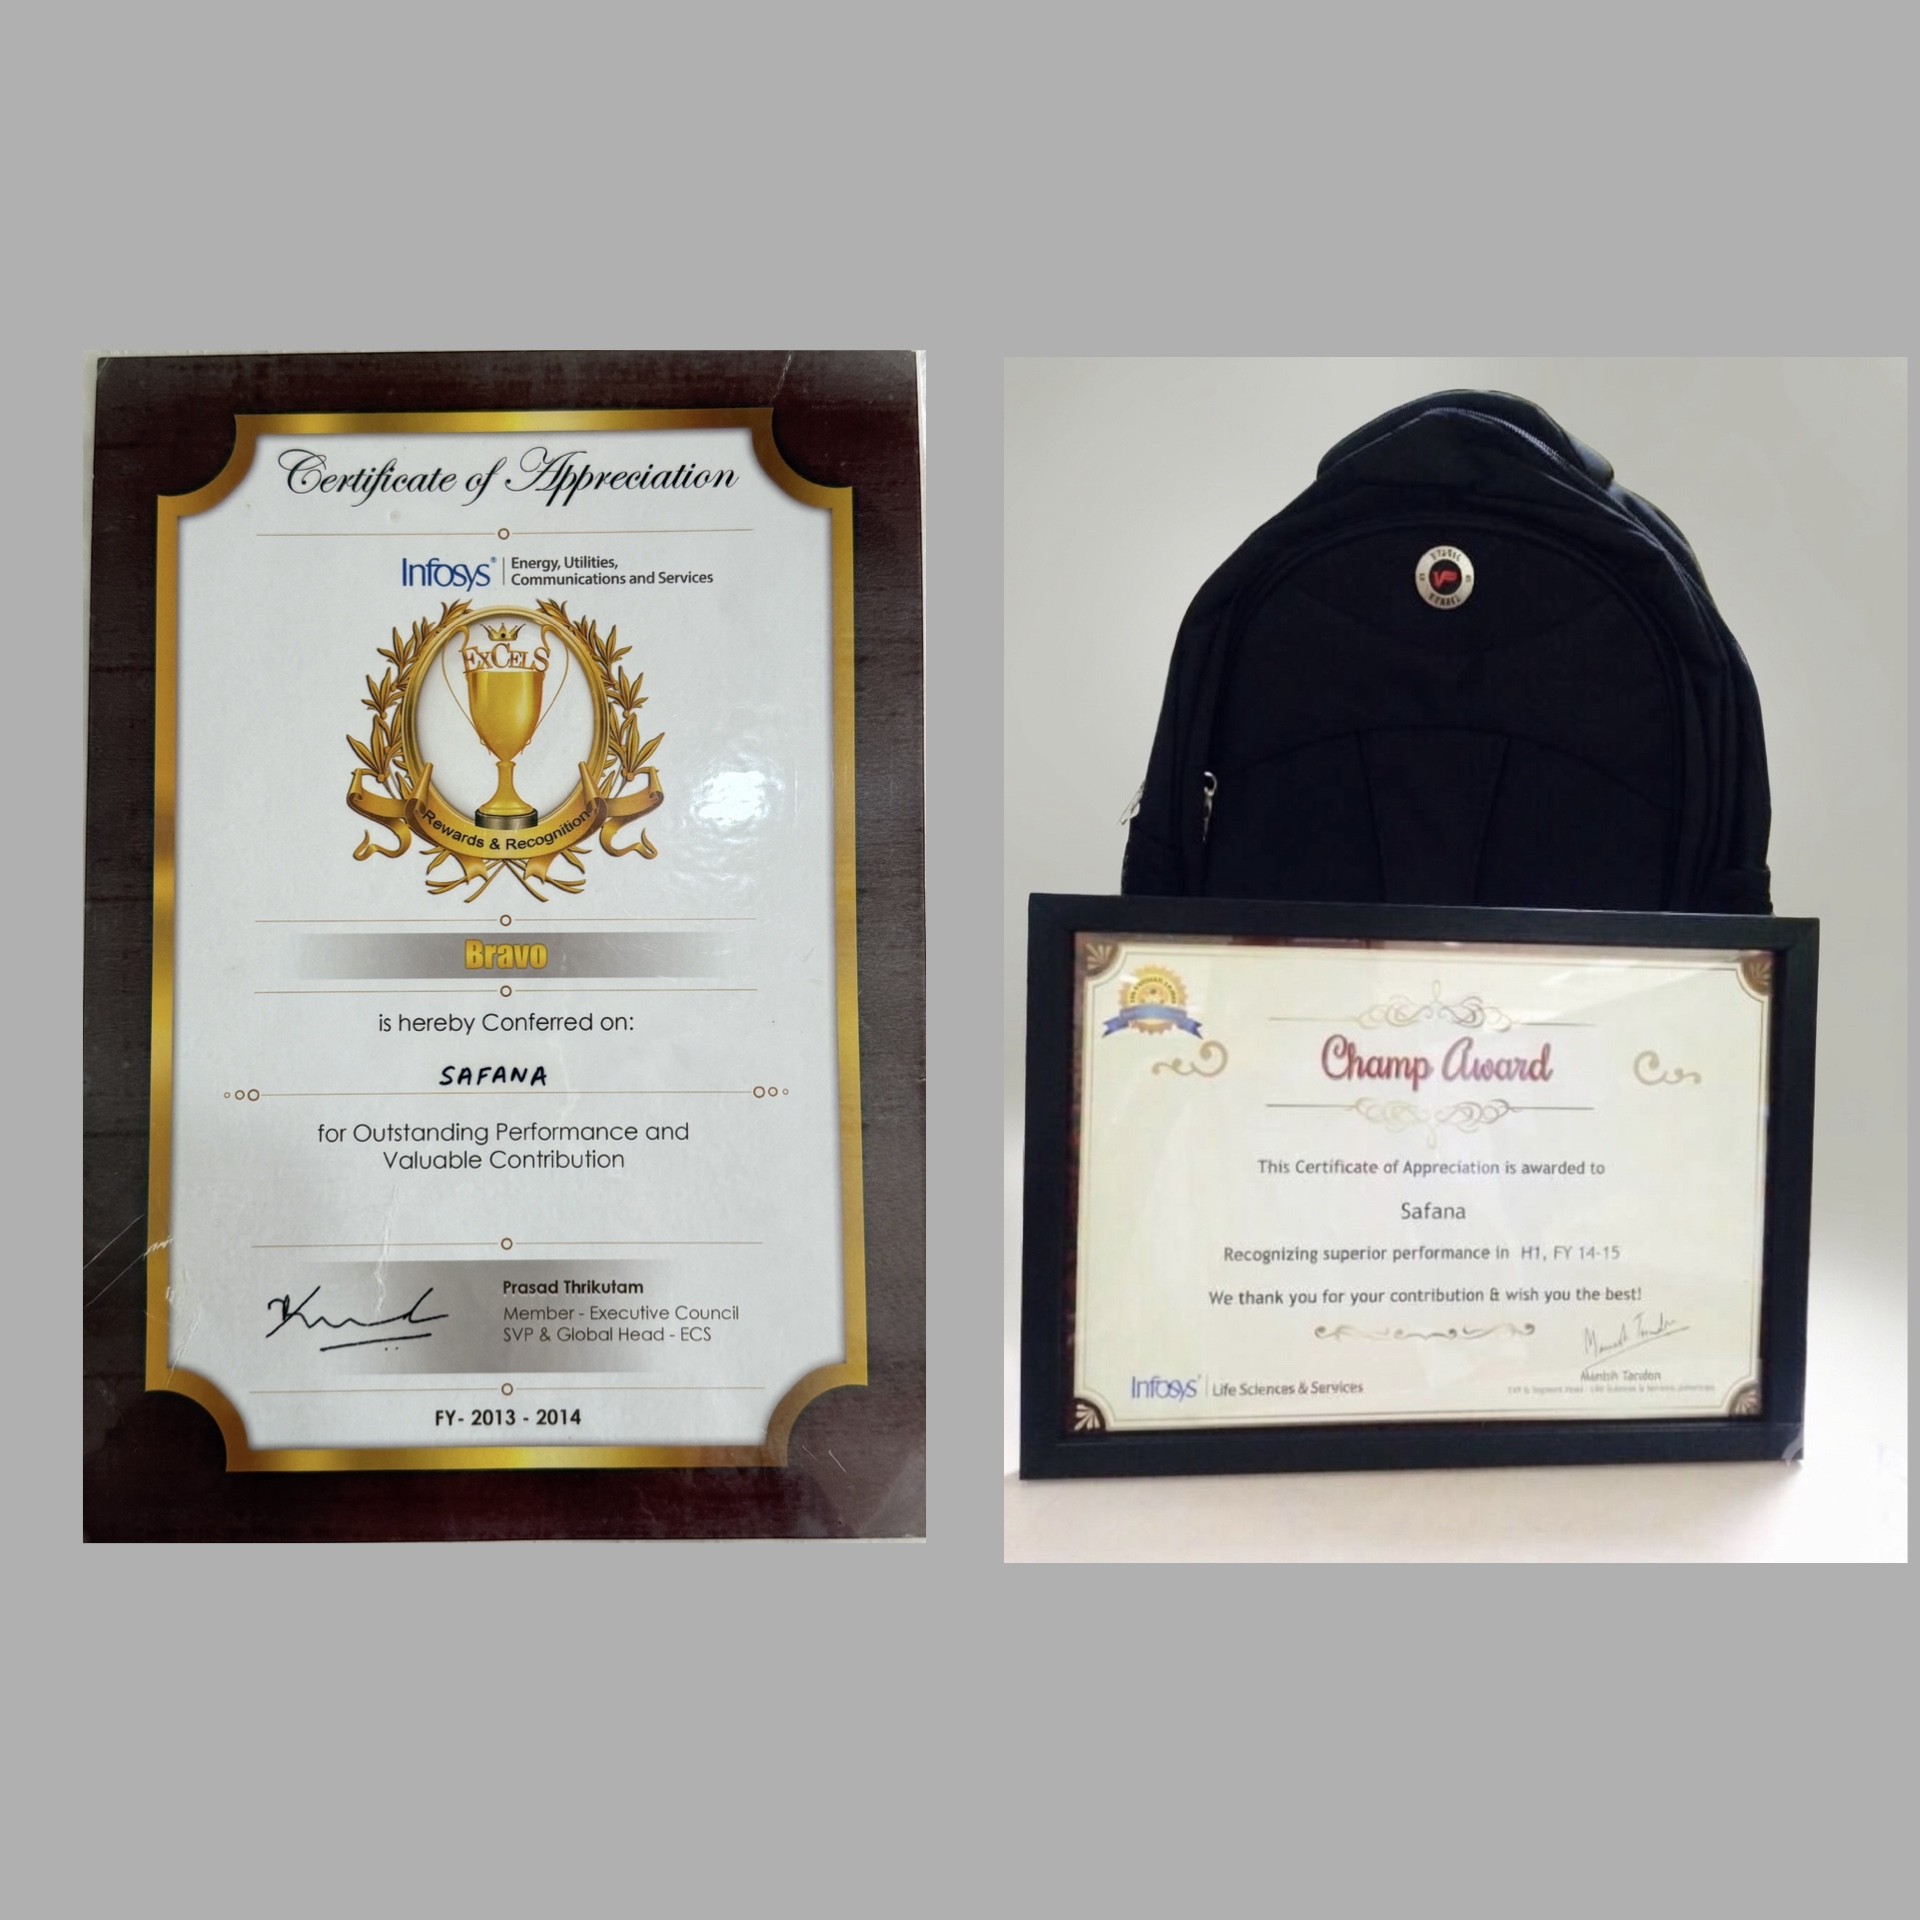 Certificate of Appreciation
Infosys® | Energy, Utilities,
Communications and Services
EXCELS
Rewards & Recognition
Bravo
is hereby Conferred on:
SAFANA
for Outstanding Performance and
Valuable Contribution
Prasad Thrikutam
Member - Executive Council
SVP & Global Head - ECS
FY- 2013 - 2014
Champ Award
This Certificate of Appreciation is awarded to
Safana
Recognizing superior performance in H1, FY 14-15
We thank you for your contribution & wish you the best!
Manish Tandon
Infosys® | Life Sciences & Services